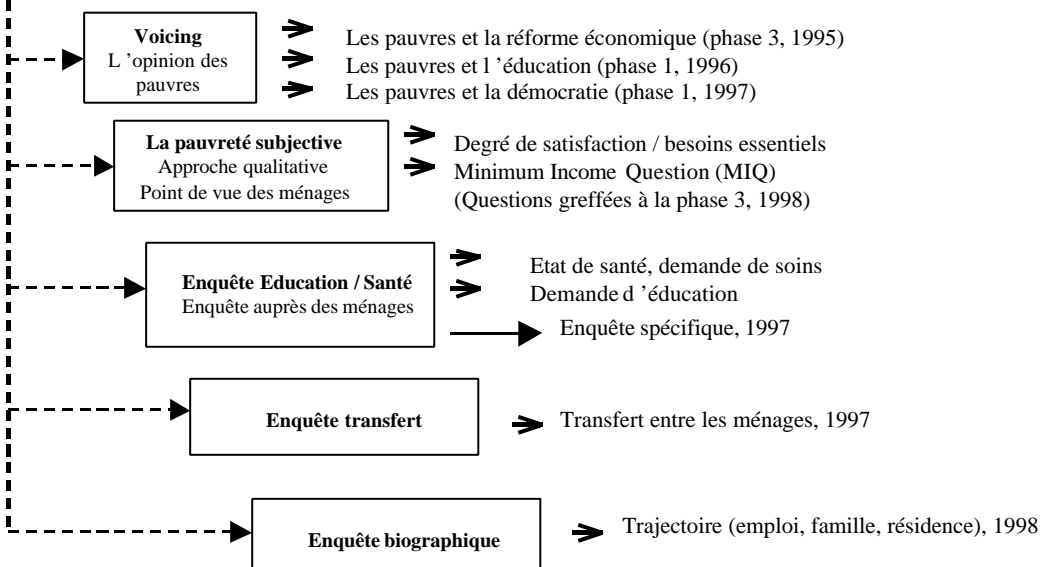 Voicing
L 'opinion des
pauvres
Les pauvres et la réforme économique (phase 3, 1995)
Les pauvres et l 'éducation (phase 1, 1996)
Les pauvres et la démocratie (phase 1, 1997)
La pauvreté subjective
Approche qualitative
Point de vue des ménages
Degré de satisfaction / besoins essentiels
Minimum Income Question (MIQ)
(Questions greffées à la phase 3, 1998)
Enquête Education / Santé
Enquête auprès des ménages
Etat de santé, demande de soins
Demande d 'éducation
Enquête spécifique, 1997
Enquête transfert
Transfert entre les ménages, 1997
Enquête biographique
Trajectoire (emploi, famille, résidence), 1998